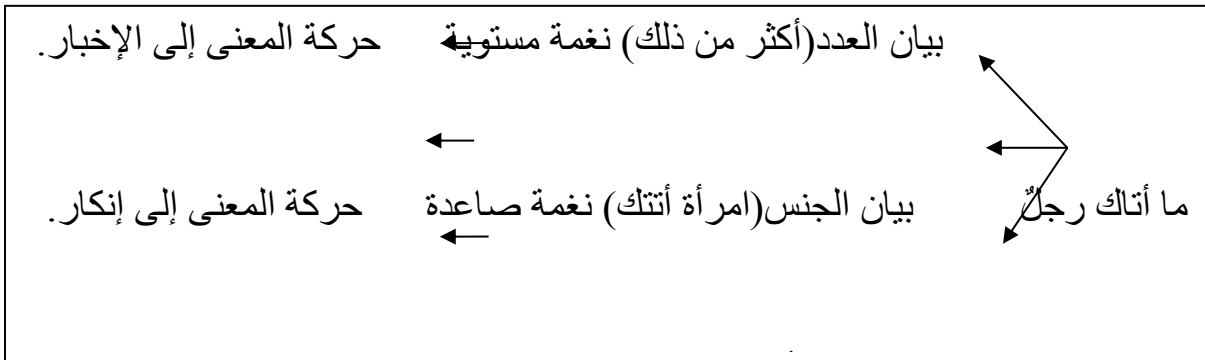 بيان العدد(أكثر من ذلك) نغمة مستوية حركة المعنى إلى الإخبار.
ما أتاك رجلٌ بيان الجنس(امرأة أتتك) نغمة صاعدة حركة المعنى إلى إنكار.